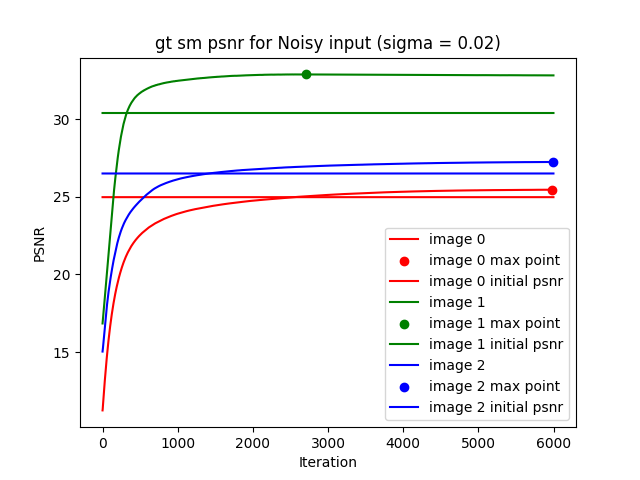 gt sm psnr for Noisy input (sigma = 0.02)
PSNR
30
25
20
15
image 0
image 0 max point
image 0 initial psnr
image 1
image 1 max point
image 1 initial psnr
image 2
image 2 max point
image 2 initial psnr
0 1000 2000 3000 4000 5000 6000
Iteration